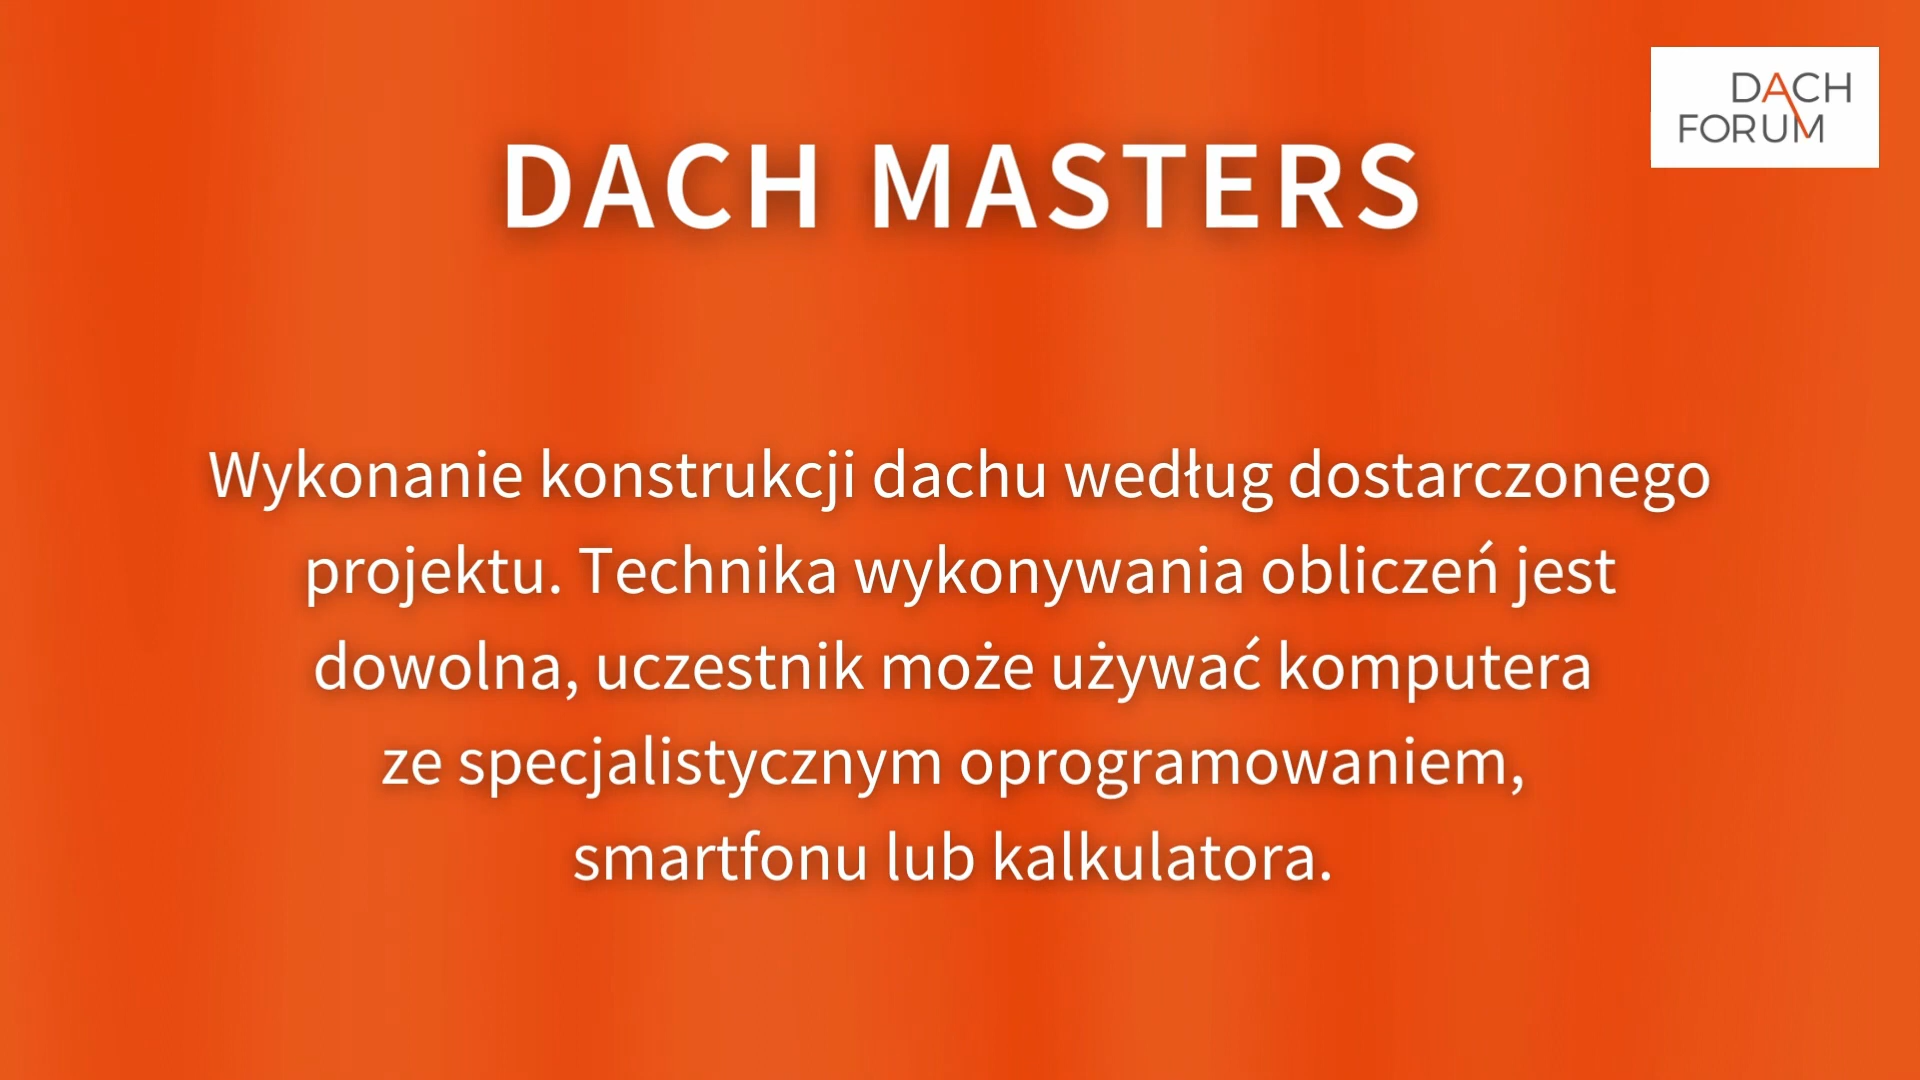 DACH
FORUM
DACH MASTERS
Wykonanie konstrukcji dachu według dostarczonego
projektu. Technika wykonywania obliczeń jest
dowolna, uczestnik może używać komputera
ze specjalistycznym oprogramowaniem,
smartfonu lub kalkulatora.